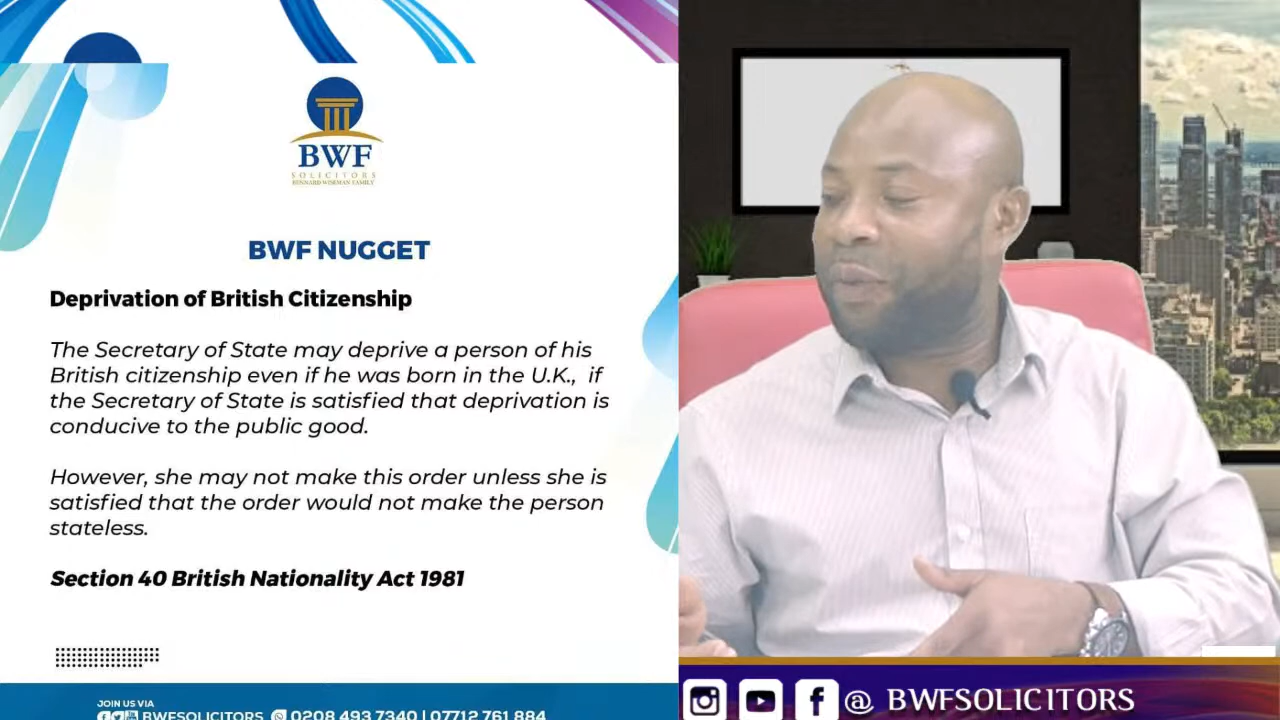 BWF
SOLICITORS
BENNARD WISEMAN FAMILY
BWF NUGGET
Deprivation of British Citizenship
The Secretary of State may deprive a person of his
British citizenship even if he was born in the U.K., if
the Secretary of State is satisfied that deprivation is
conducive to the public good.
However, she may not make this order unless she is
satisfied that the order would not make the person
stateless.
Section 40 British Nationality Act 1981
JOIN US VIA
BWFSOLICITORS 0208 493 7340 | 07712 761 884
@ BWFSOLICITORS